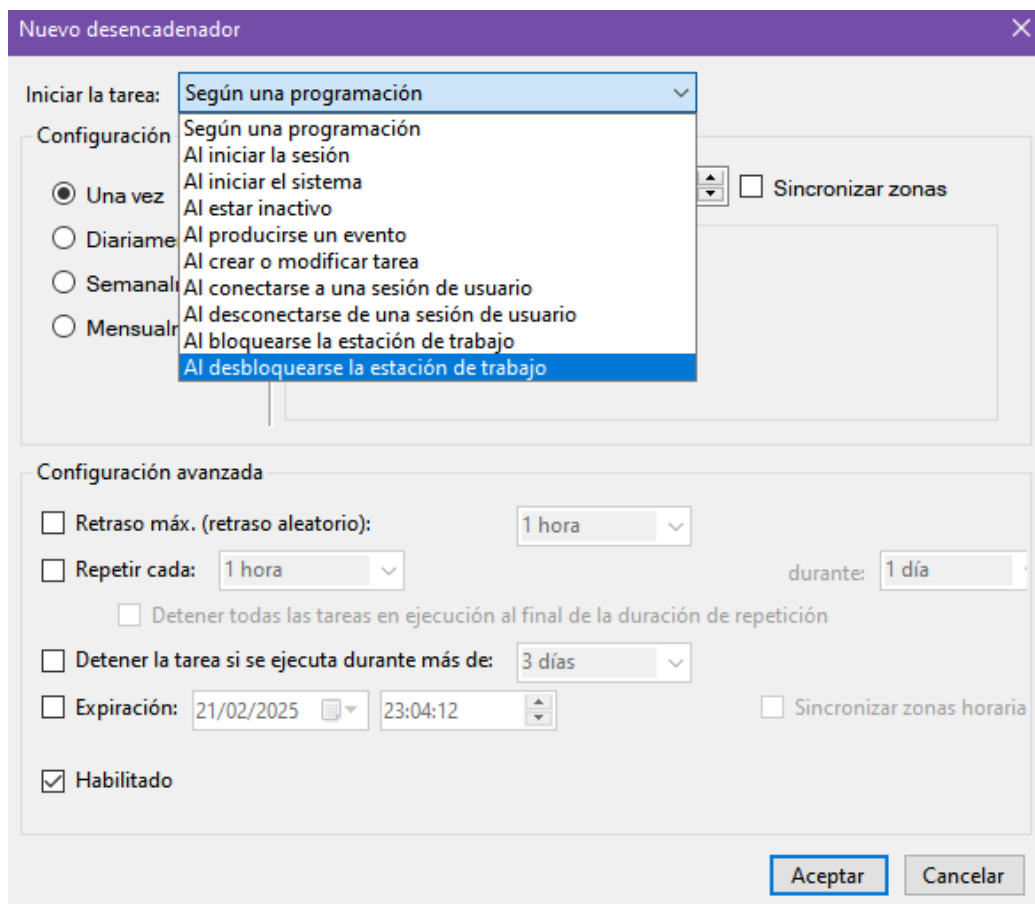 Nuevo desencadenador
Iniciar la tarea: Según una programación
Según una programación
Al iniciar la sesión
Al iniciar el sistema
Al estar inactivo
Al producirse un evento
Al crear o modificar tarea
Al conectarse a una sesión de usuario
Al desconectarse de una sesión de usuario
Al bloquearse la estación de trabajo
Al desbloquearse la estación de trabajo
Configuración
Una vez
Sincronizar zonas
Diariame
Semanal
Mensualr
Configuración avanzada
Retraso máx. (retraso aleatorio): 1 hora
Repetir cada: 1 hora durante: 1 día
Detener todas las tareas en ejecución al final de la duración de repetición
Detener la tarea si se ejecuta durante más de: 3 días
Expiración: 21/02/2025 23:04:12 Sincronizar zonas horaria
Habilitado
Aceptar Cancelar